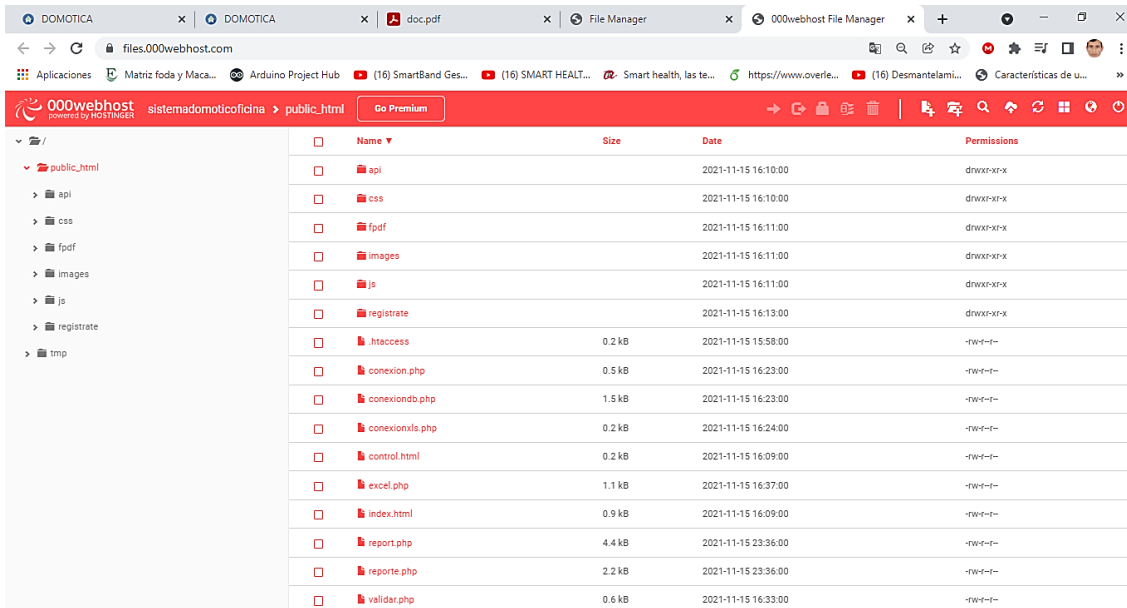 DOMOTICA
DOMOTICA
doc.pdf
File Manager
000webhost File Manager
files.000webhost.com
Aplicaciones
Matriz foda y Maca...
Arduino Project Hub
(16) SmartBand Ges...
(16) SMART HEALT...
Smart health, las te...
https://www.overle...
(16) Desmantelami...
Características de u...
»
000webhost
powered by HOSTINGER
sistemadomoticoficina > public_html
Go Premium
/
public_html
api
css
fpdf
images
js
registrate
tmp
Name Size Date Permissions
api 2021-11-15 16:10:00 drwxr-xr-x
css 2021-11-15 16:10:00 drwxr-xr-x
fpdf 2021-11-15 16:11:00 drwxr-xr-x
images 2021-11-15 16:11:00 drwxr-xr-x
js 2021-11-15 16:11:00 drwxr-xr-x
registrate 2021-11-15 16:13:00 drwxr-xr-x
.htaccess 0.2 kB 2021-11-15 15:58:00 -rw-r--r--
conexion.php 0.5 kB 2021-11-15 16:23:00 -rw-r--r--
conexiondb.php 1.5 kB 2021-11-15 16:23:00 -rw-r--r--
conexionxls.php 0.2 kB 2021-11-15 16:24:00 -rw-r--r--
control.html 0.2 kB 2021-11-15 16:09:00 -rw-r--r--
excel.php 1.1 kB 2021-11-15 16:37:00 -rw-r--r--
index.html 0.9 kB 2021-11-15 16:09:00 -rw-r--r--
report.php 4.4 kB 2021-11-15 23:36:00 -rw-r--r--
reporte.php 2.2 kB 2021-11-15 23:36:00 -rw-r--r--
validar.php 0.6 kB 2021-11-15 16:33:00 -rw-r--r--